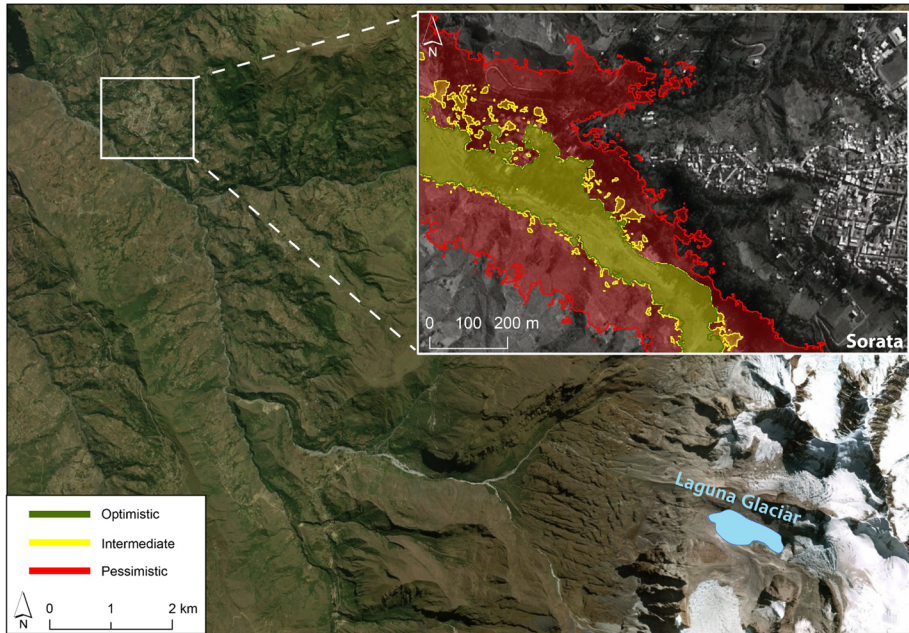 N
0 100 200 m
Sorata
Laguna Glaciar
Optimistic
Intermediate
Pessimistic
N
0 1 2 km